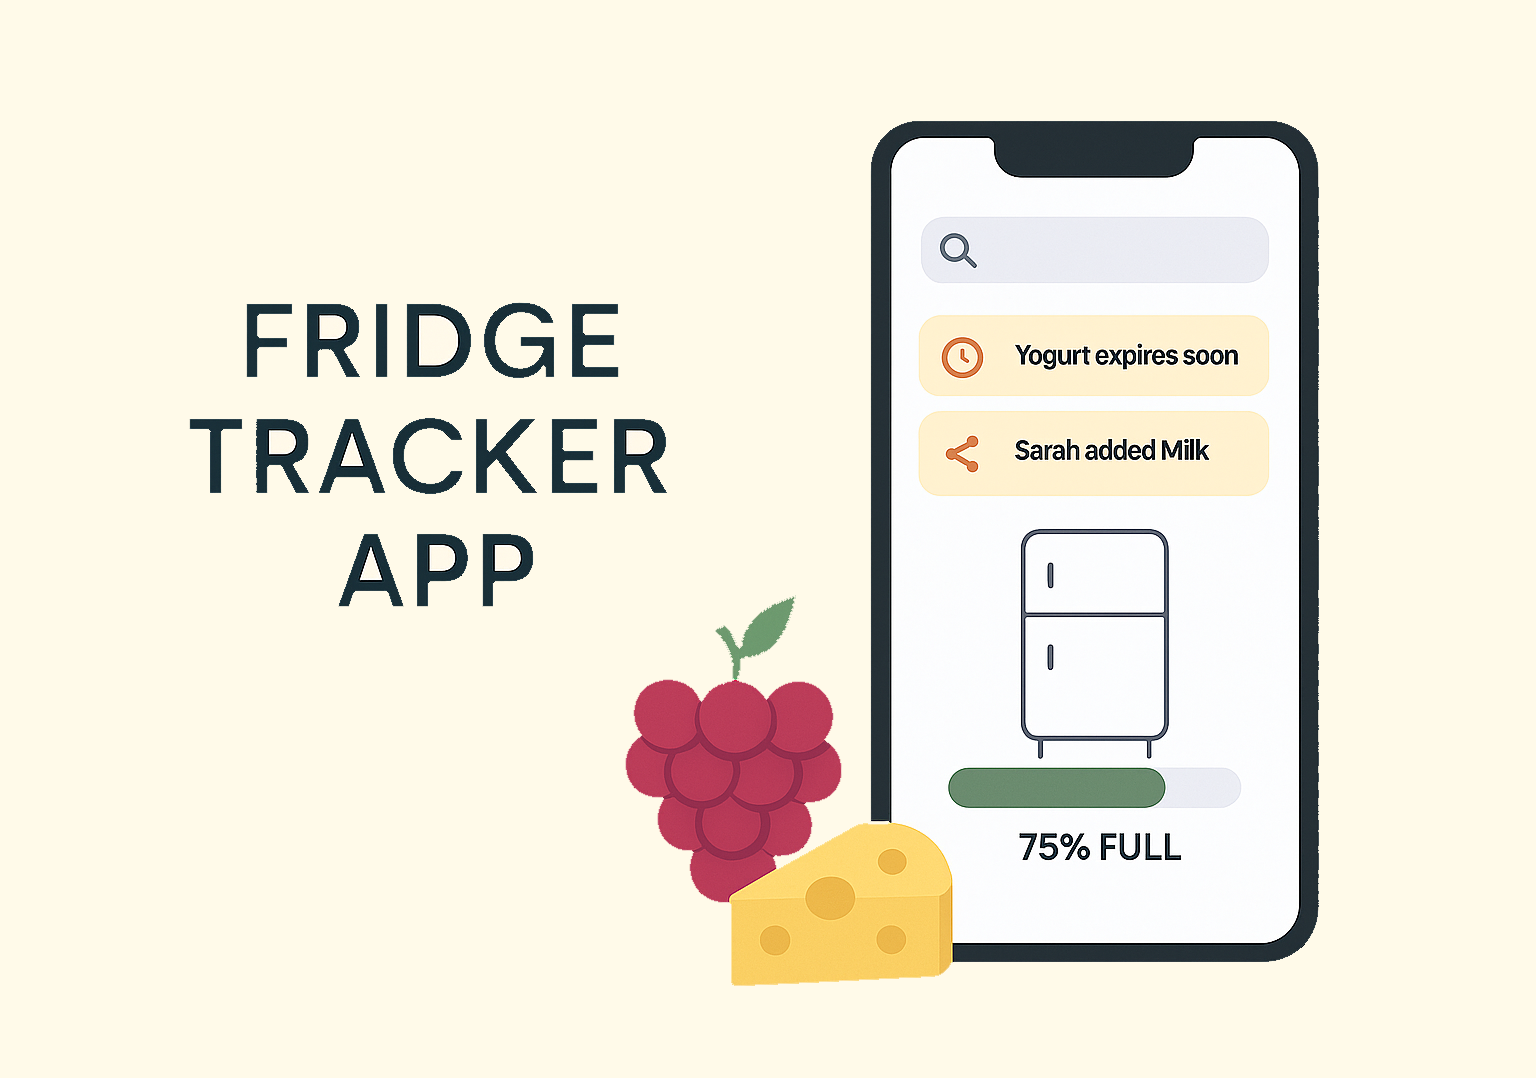 FRIDGE
TRACKER
APP
Yogurt expires soon
Sarah added Milk
75% FULL